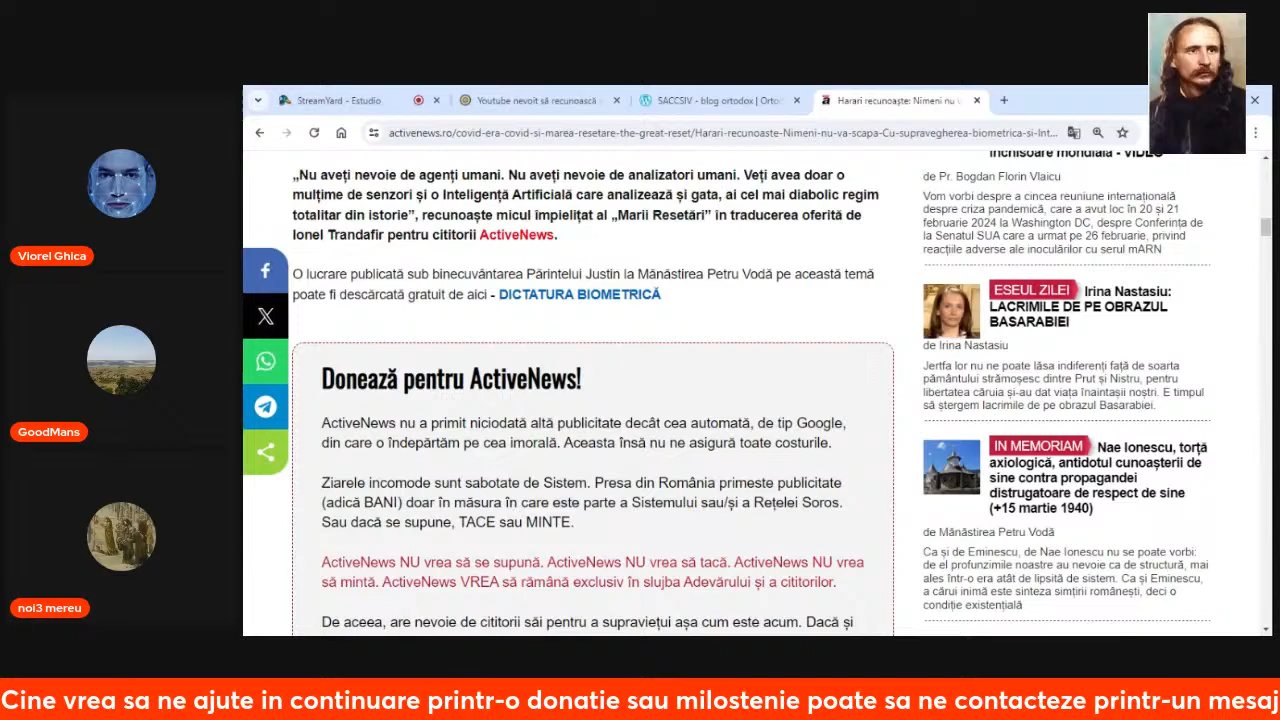 StreamYard - Estudio
Youtube nevoit să recunoască
SACCSIV - blog ortodox | Orto
Harari recunoaște: Nimeni nu v
activenews.ro/covid-era-covid-si-marea-resetare-the-great-reset/Harari-recunoaste-Nimeni-nu-va-scapa-Cu-supravegherea-biometrica-si-Int...
„Nu aveți nevoie de agenți umani. Nu aveți nevoie de analizatori umani. Veți avea doar o
mulțime de senzori și o Inteligență Artificială care analizează și gata, ai cel mai diabolic regim
totalitar din istorie”, recunoaște micul împielițat al „Marii Resetări” în traducerea oferită de
Ionel Trandafir pentru cititorii ActiveNews.
O lucrare publicată sub binecuvântarea Părintelui Justin la Mănăstirea Petru Vodă pe această temă
poate fi descărcată gratuit de aici - DICTATURA BIOMETRICĂ
Donează pentru ActiveNews!
ActiveNews nu a primit niciodată altă publicitate decât cea automată, de tip Google,
din care o îndepărtăm pe cea imorală. Aceasta însă nu ne asigură toate costurile.
Ziarele incomode sunt sabotate de Sistem. Presa din România primeste publicitate
(adică BANI) doar în măsura în care este parte a Sistemului sau/și a Rețelei Soros.
Sau dacă se supune, TACE sau MINTE.
ActiveNews NU vrea să se supună. ActiveNews NU vrea să tacă. ActiveNews NU vrea
să mintă. ActiveNews VREA să rămână exclusiv în slujba Adevărului și a cititorilor.
De aceea, are nevoie de cititorii săi pentru a supraviețui așa cum este acum. Dacă și
închisoare mondială - VIDEO
de Pr. Bogdan Florin Vlaicu
Vom vorbi despre a cincea reuniune internațională
despre criza pandemică, care a avut loc în 20 și 21
februarie 2024 la Washington DC, despre Conferința de
la Senatul SUA care a urmat pe 26 februarie, privind
reacțiile adverse ale inoculărilor cu serul mARN
ESEUL ZILEI Irina Nastasiu:
LACRIMILE DE PE OBRAZUL
BASARABIEI
de Irina Nastasiu
Jertfa lor nu ne poate lăsa indiferenți față de soarta
pământului strămoșesc dintre Prut și Nistru, pentru
libertatea căruia și-au dat viața înaintașii noștri. E timpul
să ștergem lacrimile de pe obrazul Basarabiei.
IN MEMORIAM Nae Ionescu, torță
axiologică, antidotul cunoașterii de
sine contra propagandei
distrugatoare de respect de sine
(+15 martie 1940)
de Mănăstirea Petru Vodă
Ca și de Eminescu, de Nae Ionescu nu se poate vorbi:
de el profunzimile noastre au nevoie ca de structură, mai
ales într-o era atât de lipsită de sistem. Ca și Eminescu,
a cărui inimă este sinteza simțirii românești, deci o
condiție existențială
Viorel Ghica
GoodMans
noi3 mereu
Cine vrea sa ne ajute in continuare printr-o donatie sau milostenie poate sa ne contacteze printr-un mesaj